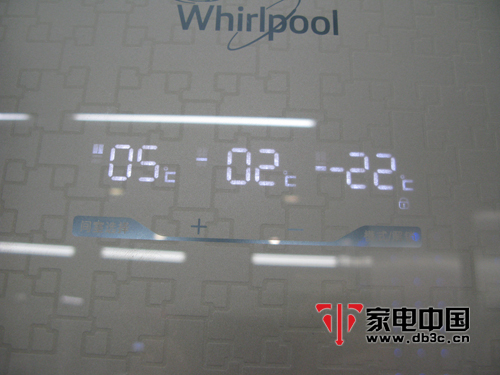 Whirlpool
05℃ -02℃ -22℃
+ -
家电中国
www.db3c.cn